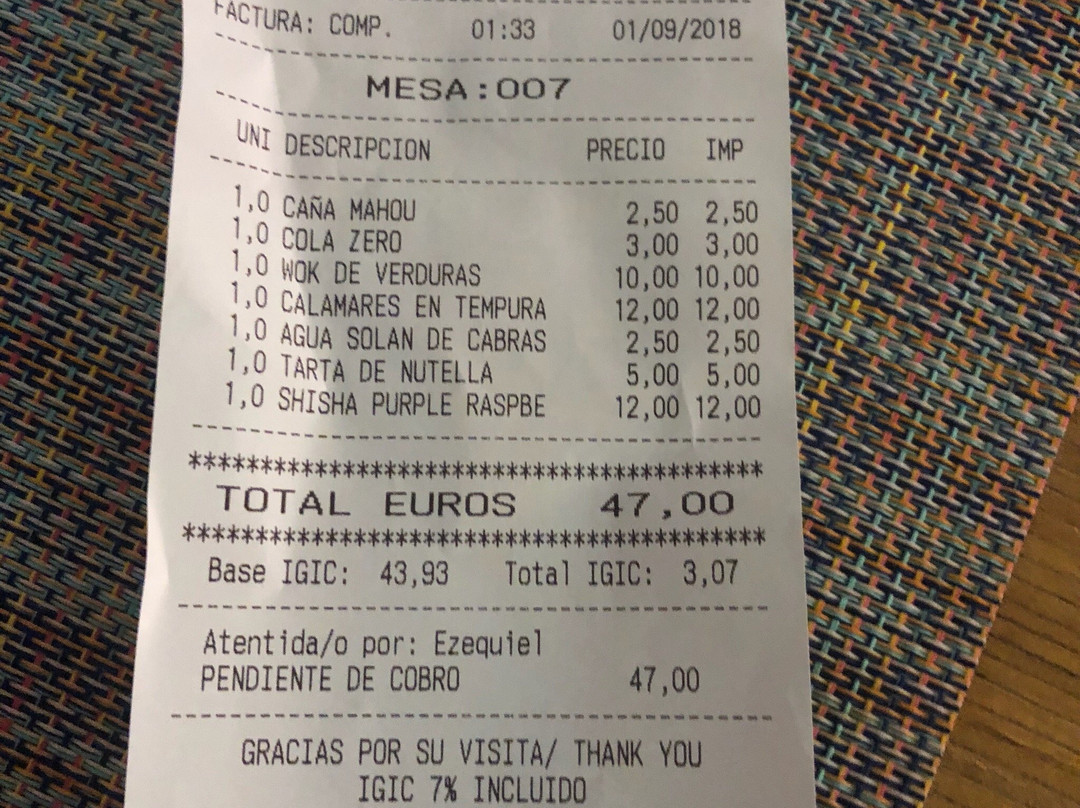 FACTURA: COMP. 01:33 01/09/2018
MESA:007
UNI DESCRIPCION PRECIO IMP
1,0 CAÑA MAHOU 2,50 2,50
1,0 COLA ZERO 3,00 3,00
1,0 WOK DE VERDURAS 10,00 10,00
1,0 CALAMARES EN TEMPURA 12,00 12,00
1,0 AGUA SOLAN DE CABRAS 2,50 2,50
1,0 TARTA DE NUTELLA 5,00 5,00
1,0 SHISHA PURPLE RASPBE 12,00 12,00
******************************************
TOTAL EUROS 47,00
******************************************
Base IGIC: 43,93 Total IGIC: 3,07
Atentida/o por: Ezequiel
PENDIENTE DE COBRO 47,00
GRACIAS POR SU VISITA/ THANK YOU
IGIC 7% INCLUIDO